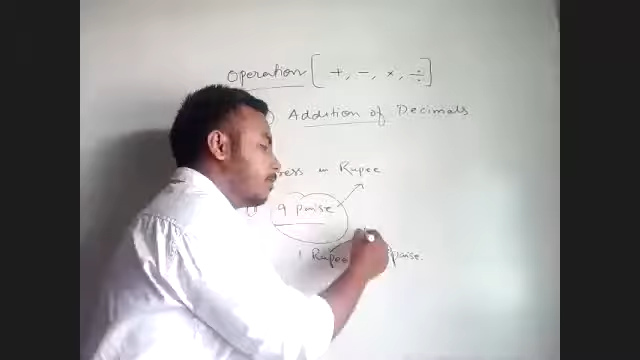 Operation [ +, -, ×, ÷ ]
) Addition of Decimals
ress in Rupee
9 paise
1 Rupee paise.